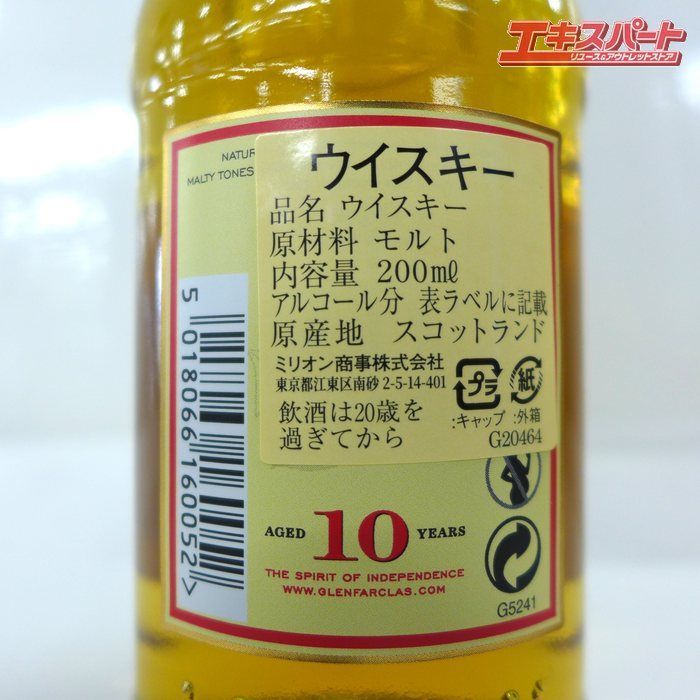 エキスパート
リユース&アウトレットストア
NATUR
MALTY TONES
ウイスキー
品名 ウイスキー
原材料 モルト
内容量 200㎖
アルコール分 表ラベルに記載
原産地 スコットランド
ミリオン商事株式会社
東京都江東区南砂 2-5-14-401
飲酒は20歳を
過ぎてから
プラ
紙
:キャップ :外箱
G20464
5 018066 160052 >
AGED 10 YEARS
THE SPIRIT OF INDEPENDENCE
WWW.GLENFARCLAS.COM
G5241